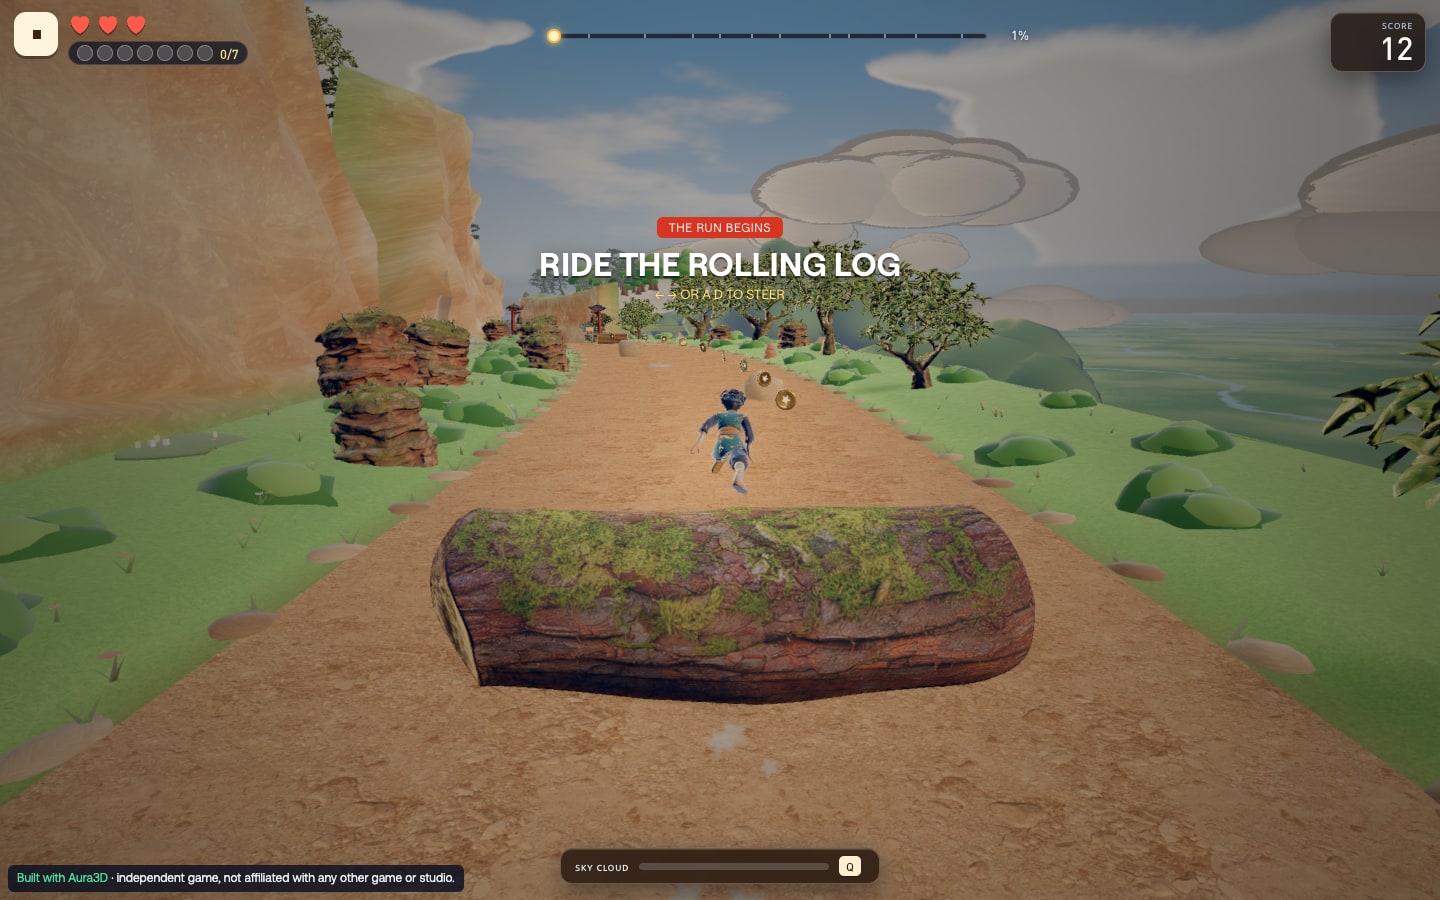 0/7
1%
SCORE
12
THE RUN BEGINS
RIDE THE ROLLING LOG
← → OR A D TO STEER
SKY CLOUD
Q
Built with Aura3D · independent game, not affiliated with any other game or studio.